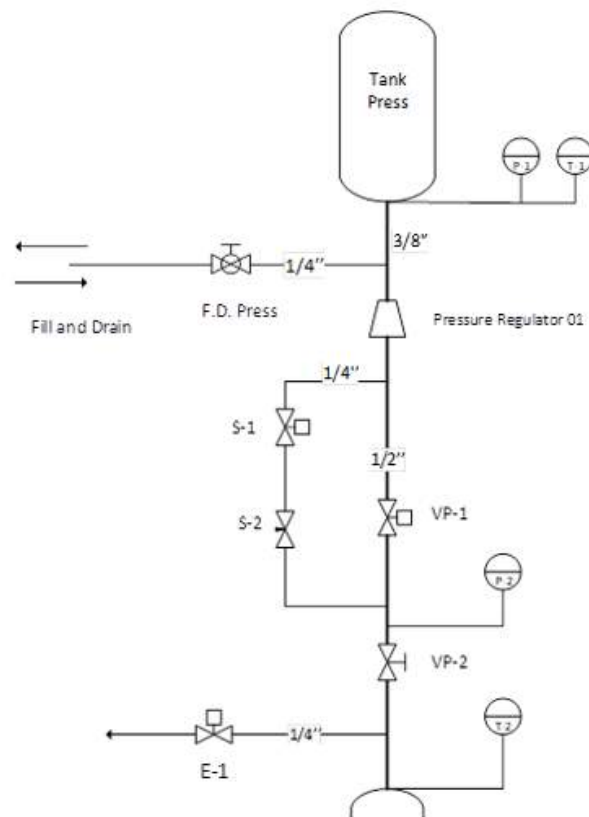 Tank
Press
P 1
T 1
3/8”
1/4’’
F.D. Press
Fill and Drain
Pressure Regulator 01
1/4’’
S-1
1/2’’
VP-1
S-2
P 2
VP-2
T 2
1/4’’
E-1